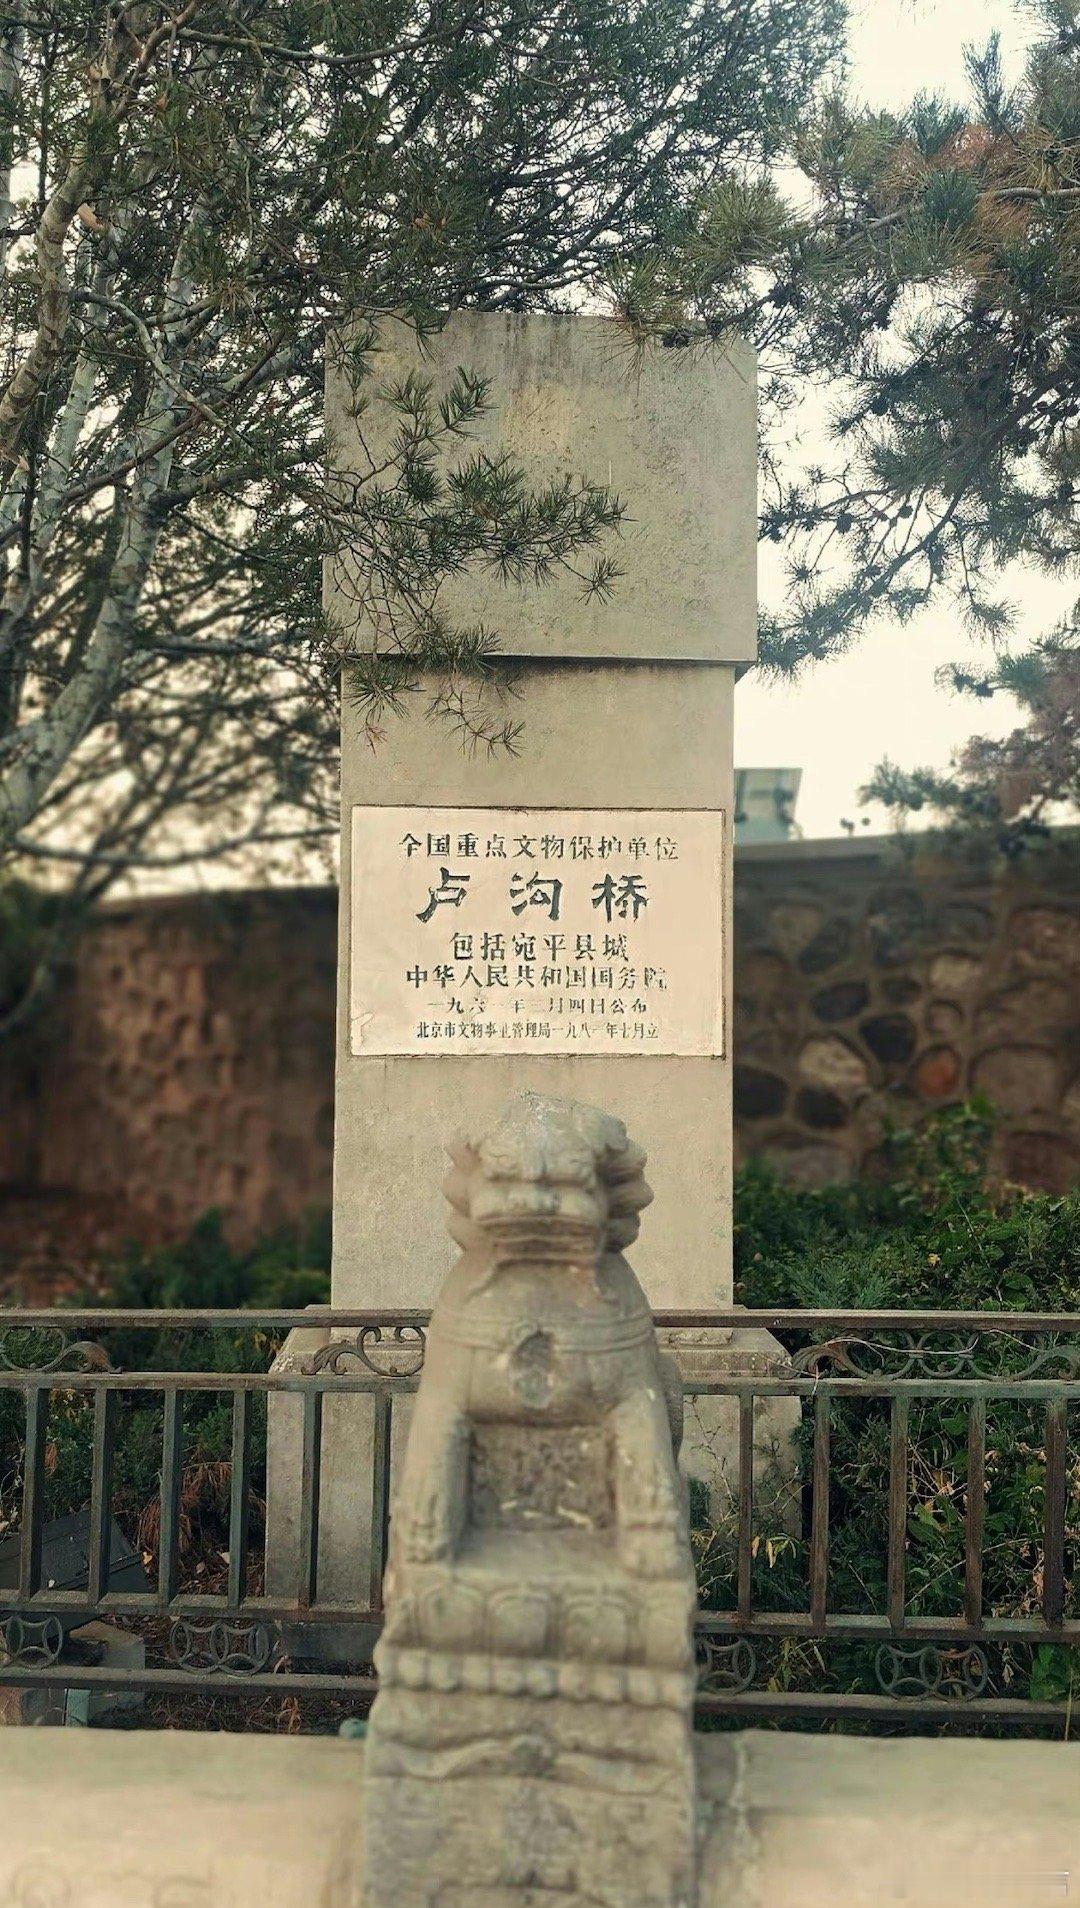 全国重点文物保护单位
卢沟桥
包括宛平县城
中华人民共和国国务院
一九六一年三月四日公布
北京市文物事业管理局一九八一年七月立